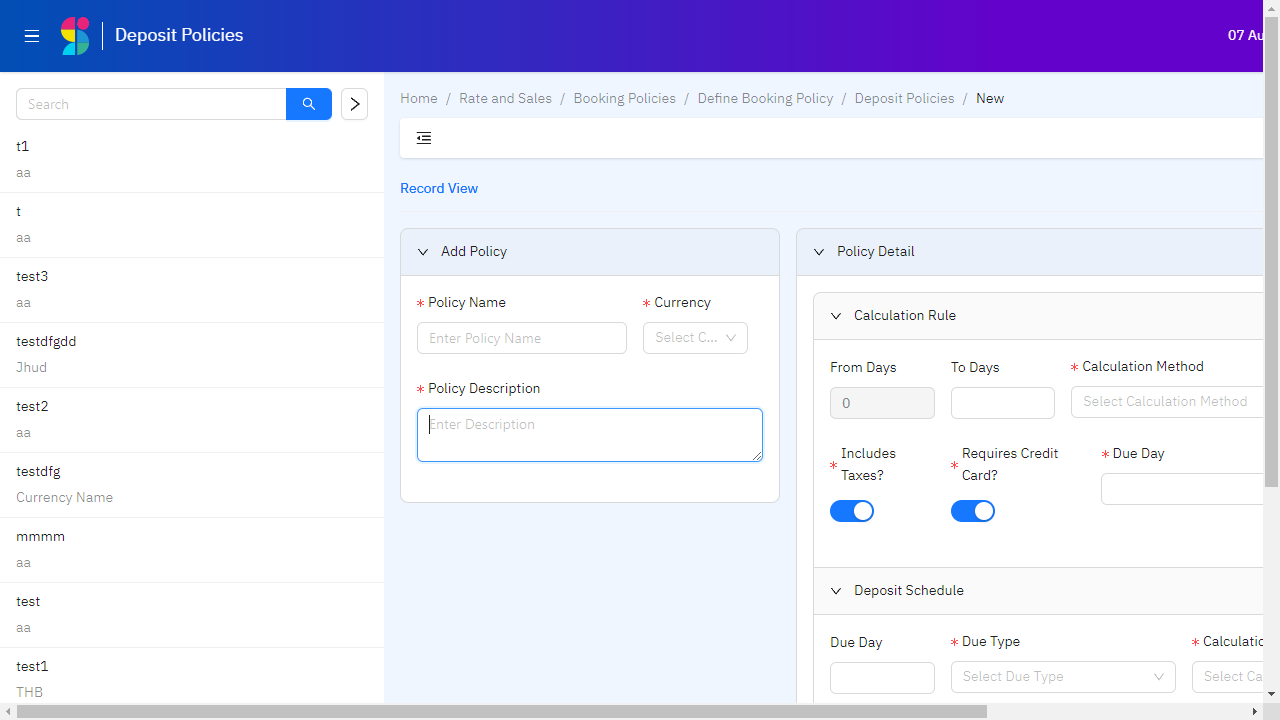 Deposit Policies
07 Au
Search
t1
aa
t
aa
test3
aa
testdfgdd
Jhud
test2
aa
testdfg
Currency Name
mmmm
aa
test
aa
test1
THB
Home / Rate and Sales / Booking Policies / Define Booking Policy / Deposit Policies / New
Record View
Add Policy
* Policy Name
* Currency
Enter Policy Name
Select C...
* Policy Description
Enter Description
Policy Detail
Calculation Rule
From Days
To Days
* Calculation Method
0
Select Calculation Method
* Includes
Taxes?
* Requires Credit
Card?
* Due Day
Deposit Schedule
Due Day
* Due Type
* Calculatio
Select Due Type
Select Ca